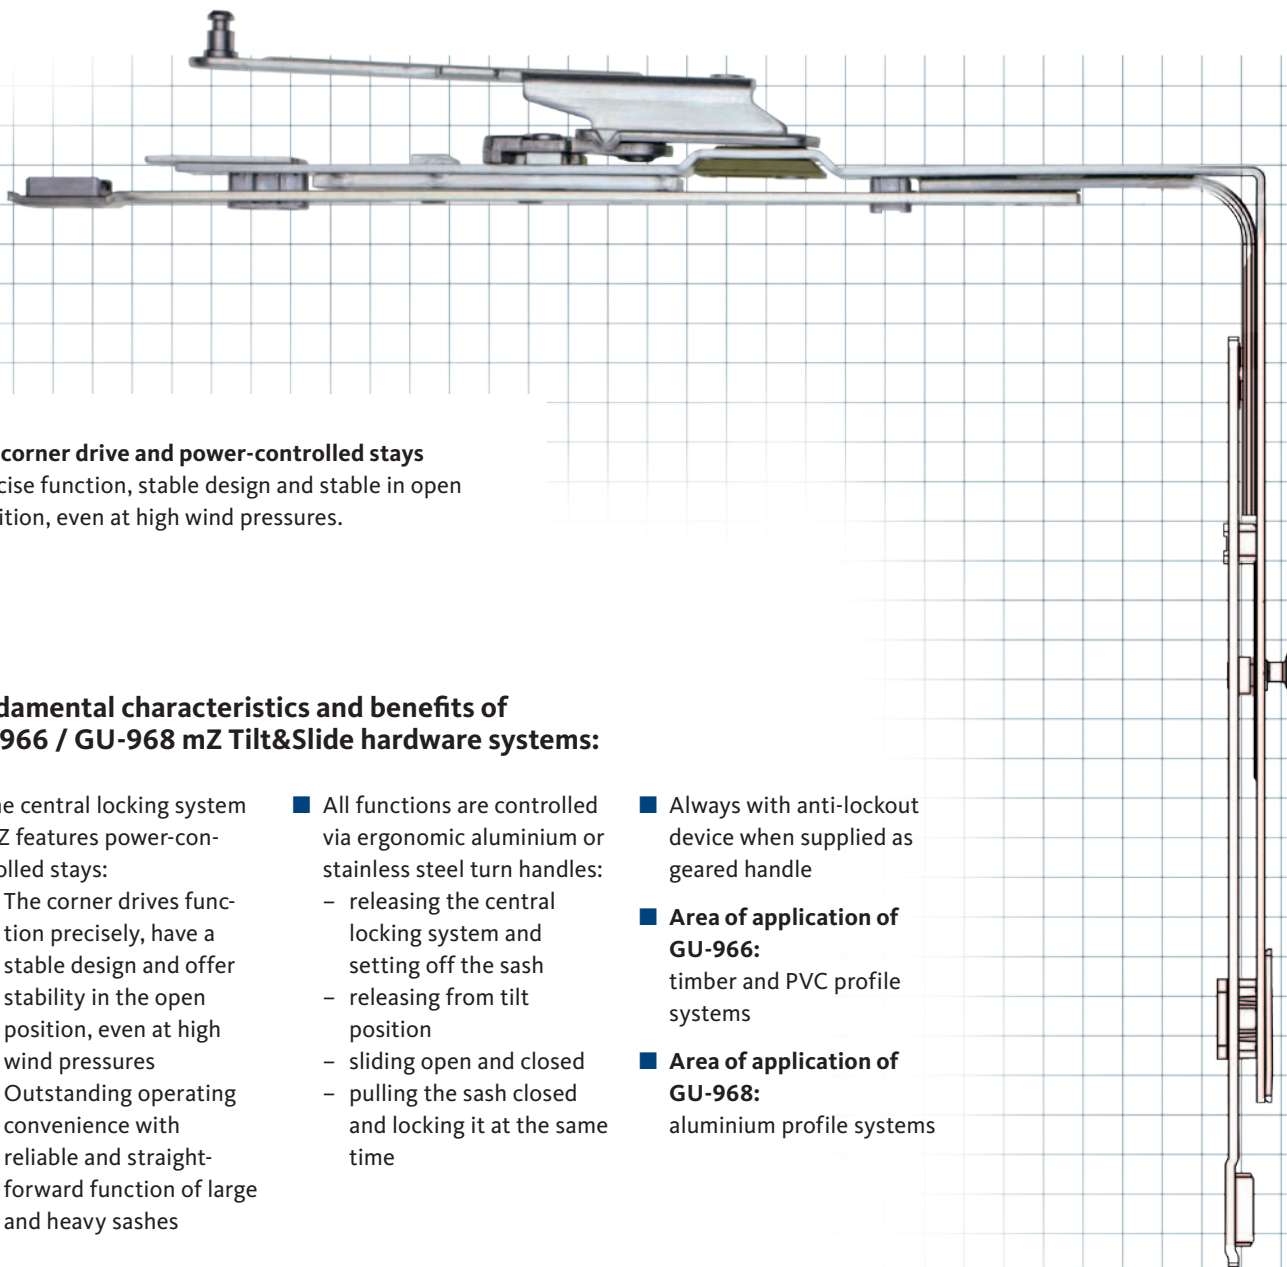 corner drive and power-controlled stays
cise function, stable design and stable in open
ition, even at high wind pressures.
damental characteristics and benefits of
966 / GU-968 mZ Tilt&Slide hardware systems:
he central locking system
Z features power-con-
olled stays:
The corner drives func-
tion precisely, have a
stable design and offer
stability in the open
position, even at high
wind pressures
Outstanding operating
convenience with
reliable and straight-
forward function of large
and heavy sashes
All functions are controlled
via ergonomic aluminium or
stainless steel turn handles:
– releasing the central
locking system and
setting off the sash
– releasing from tilt
position
– sliding open and closed
– pulling the sash closed
and locking it at the same
time
Always with anti-lockout
device when supplied as
geared handle
Area of application of
GU-966:
timber and PVC profile
systems
Area of application of
GU-968:
aluminium profile systems